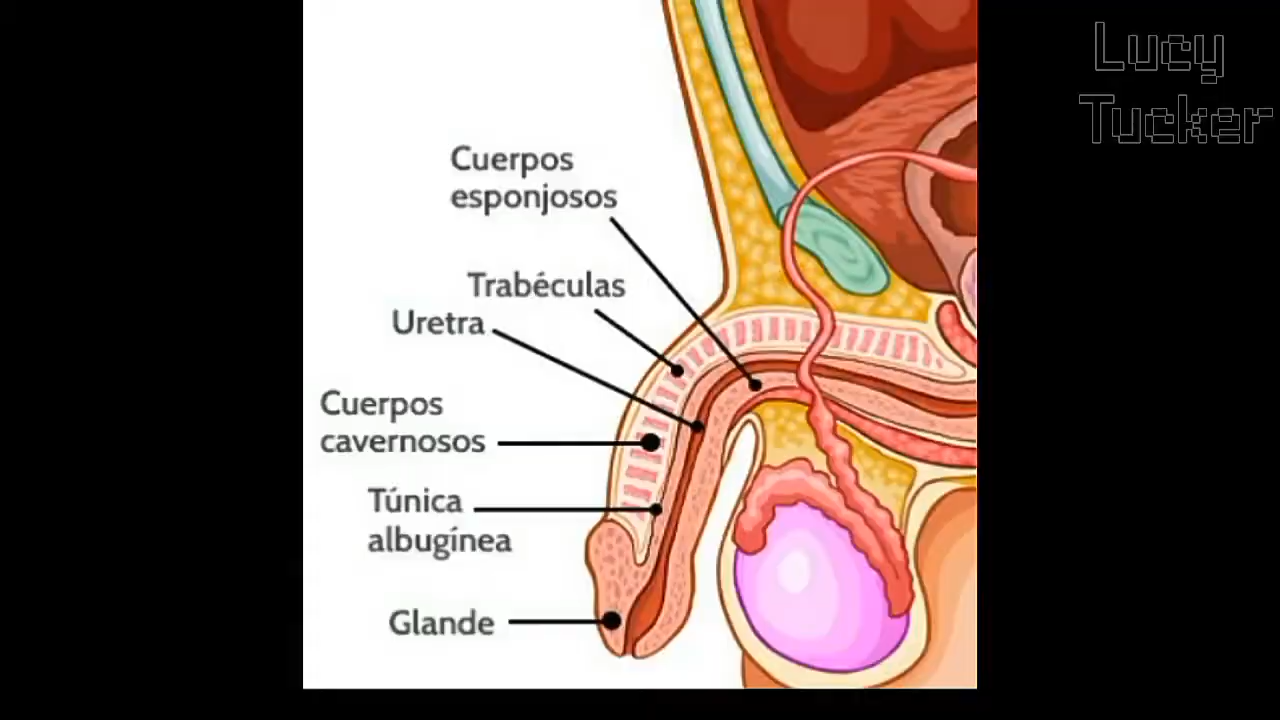 Lucy
Tucker
Cuerpos
esponjosos
Trabéculas
Uretra
Cuerpos
cavernosos
Túnica
albugínea
Glande